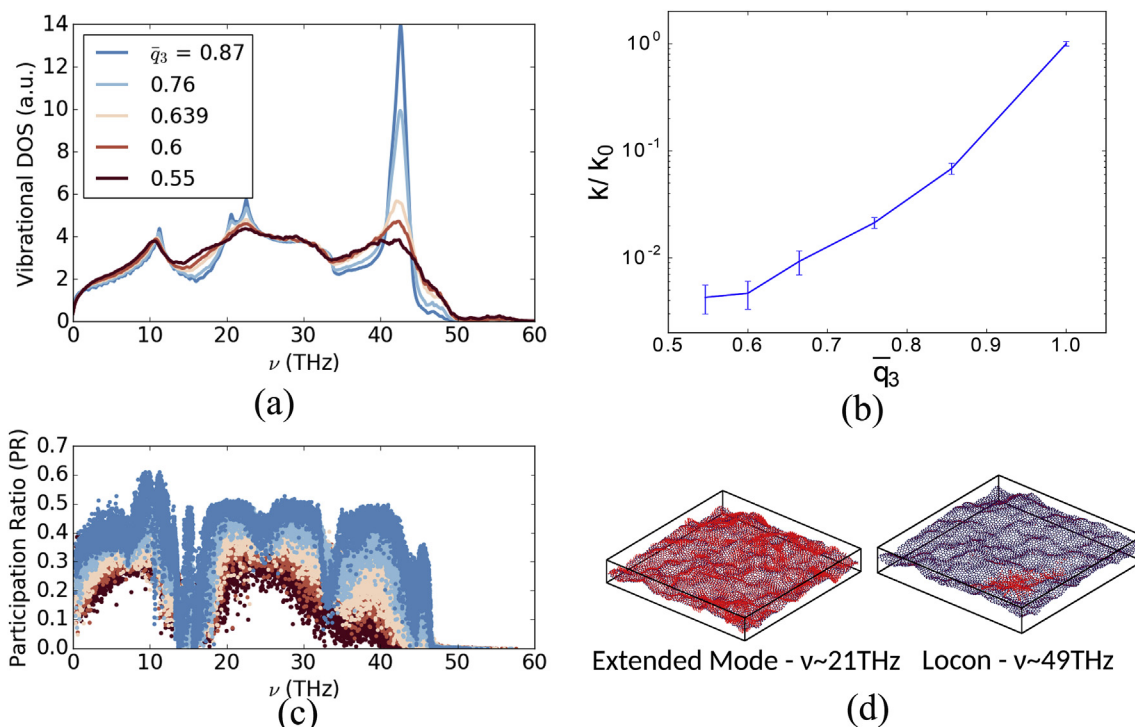 14
12
10
8
6
4
2
0
Vibrational DOS (a.u.)
q̄₃ = 0.87
0.76
0.639
0.6
0.55
0 10 20 30 40 50 60
ν (THz)
(a)
10⁰
10⁻¹
10⁻²
k/ k₀
0.5 0.6 0.7 0.8 0.9 1.0
q̄₃
(b)
0.7
0.6
0.5
0.4
0.3
0.2
0.1
0.0
Participation Ratio (PR)
0 10 20 30 40 50 60
ν (THz)
(c)
Extended Mode - ν~21THz
Locon - ν~49THz
(d)